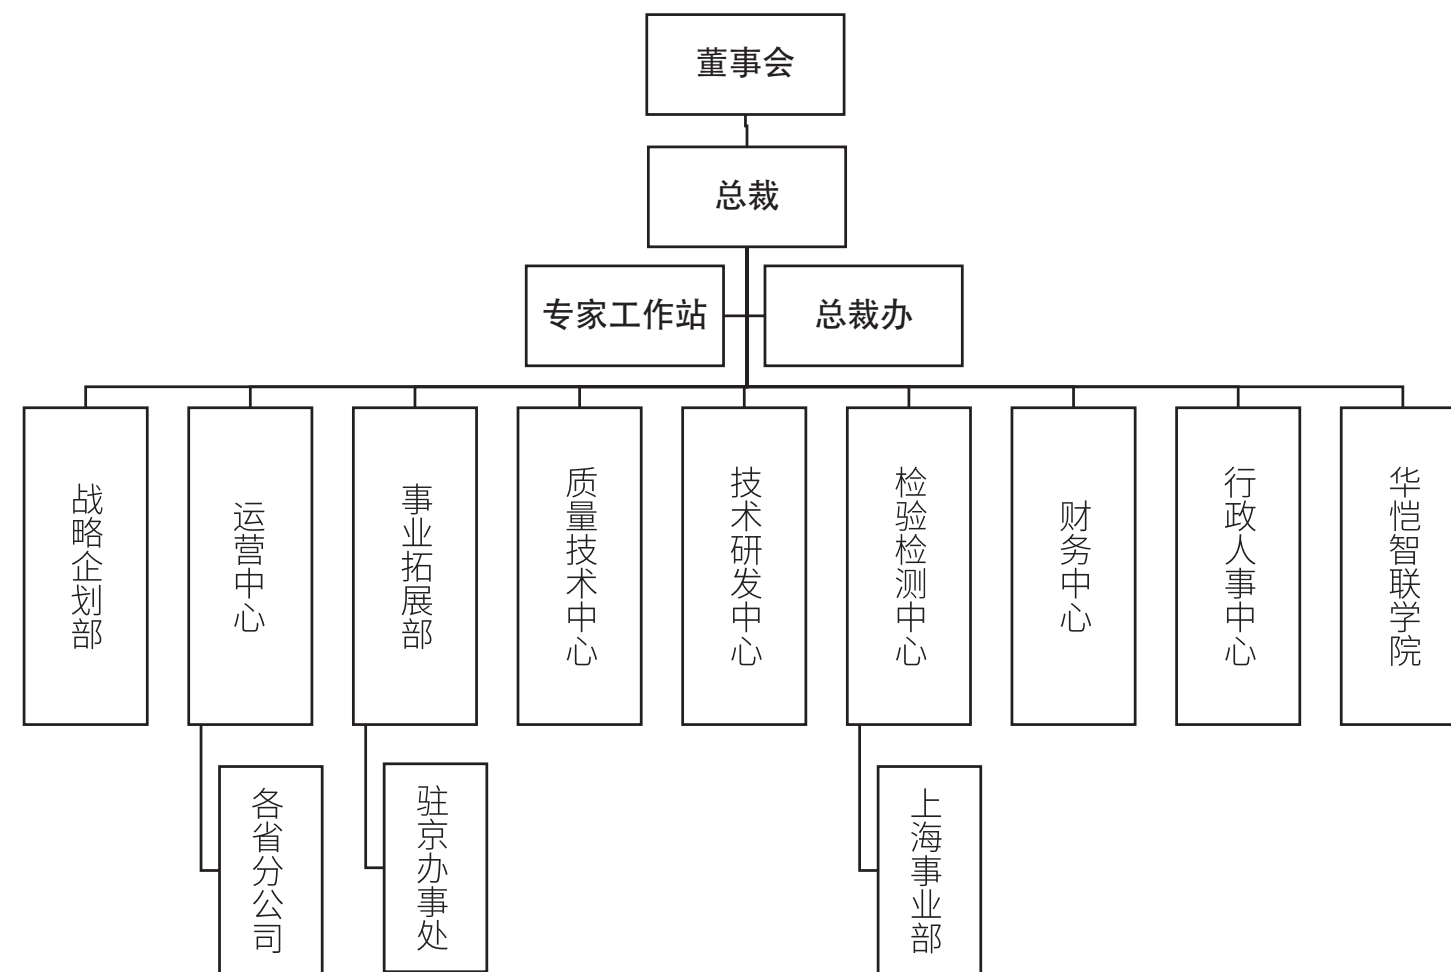 董事会
总裁
专家工作站
总裁办
战略企划部
运营中心
事业拓展部
质量技术中心
技术研发中心
检验检测中心
财务中心
行政人事中心
华恺智联学院
各省分公司
驻京办事处
上海事业部